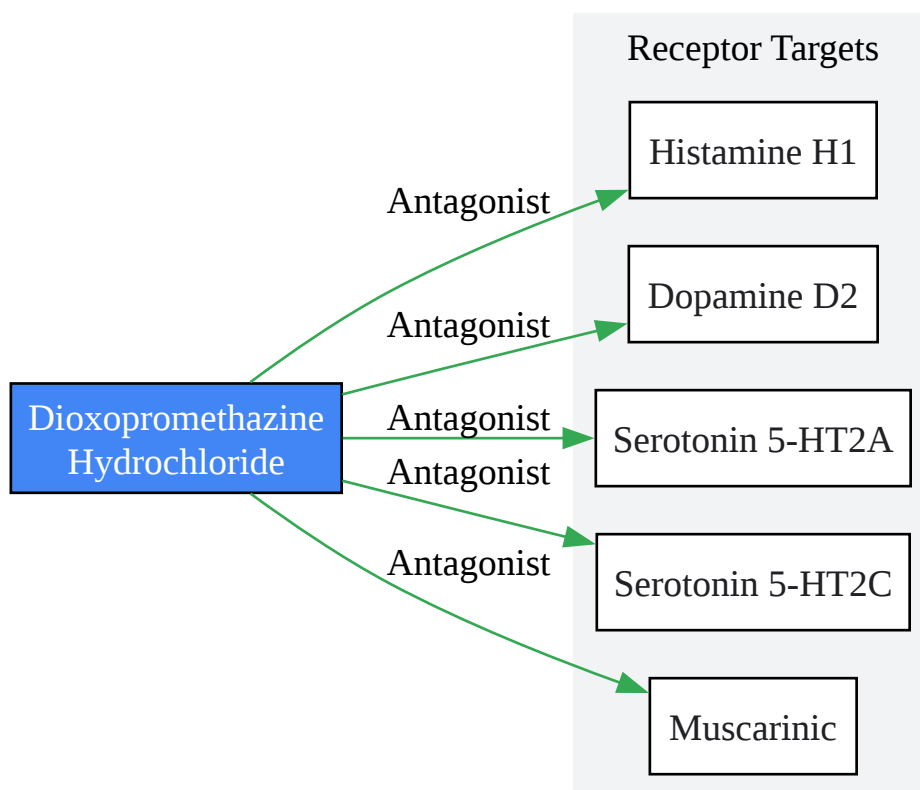 Receptor Targets
Histamine H1
Antagonist
Dopamine D2
Antagonist
Dioxopromethazine
Hydrochloride
Antagonist
Serotonin 5-HT2A
Antagonist
Serotonin 5-HT2C
Antagonist
Muscarinic